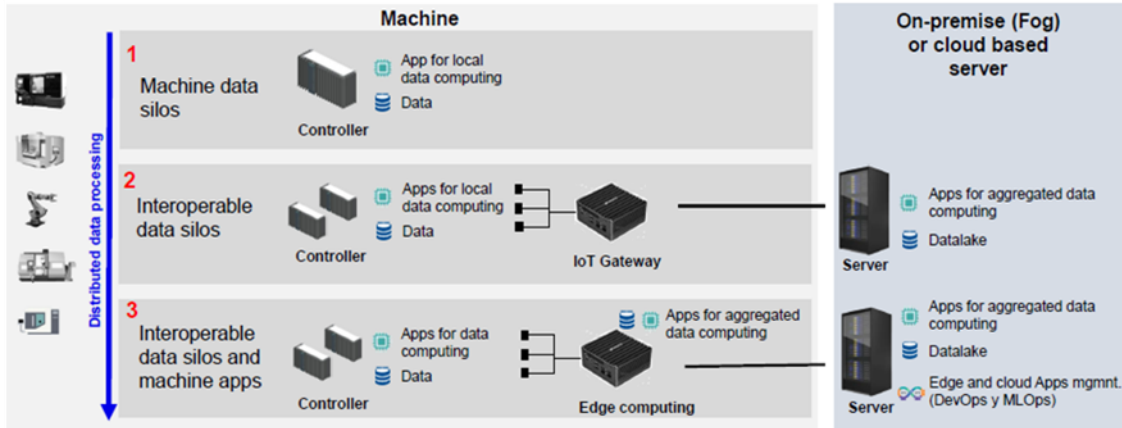 Machine
On-premise (Fog)
or cloud based
server
Distributed data processing
1
Machine data
silos
Controller
App for local
data computing
Data
2
Interoperable
data silos
Controller
Apps for local
data computing
Data
IoT Gateway
Server
Apps for aggregated data
computing
Datalake
3
Interoperable
data silos and
machine apps
Controller
Apps for data
computing
Data
Apps for aggregated
data computing
Edge computing
Server
Apps for aggregated data
computing
Datalake
Edge and cloud Apps mgmnt.
(DevOps y MLOps)